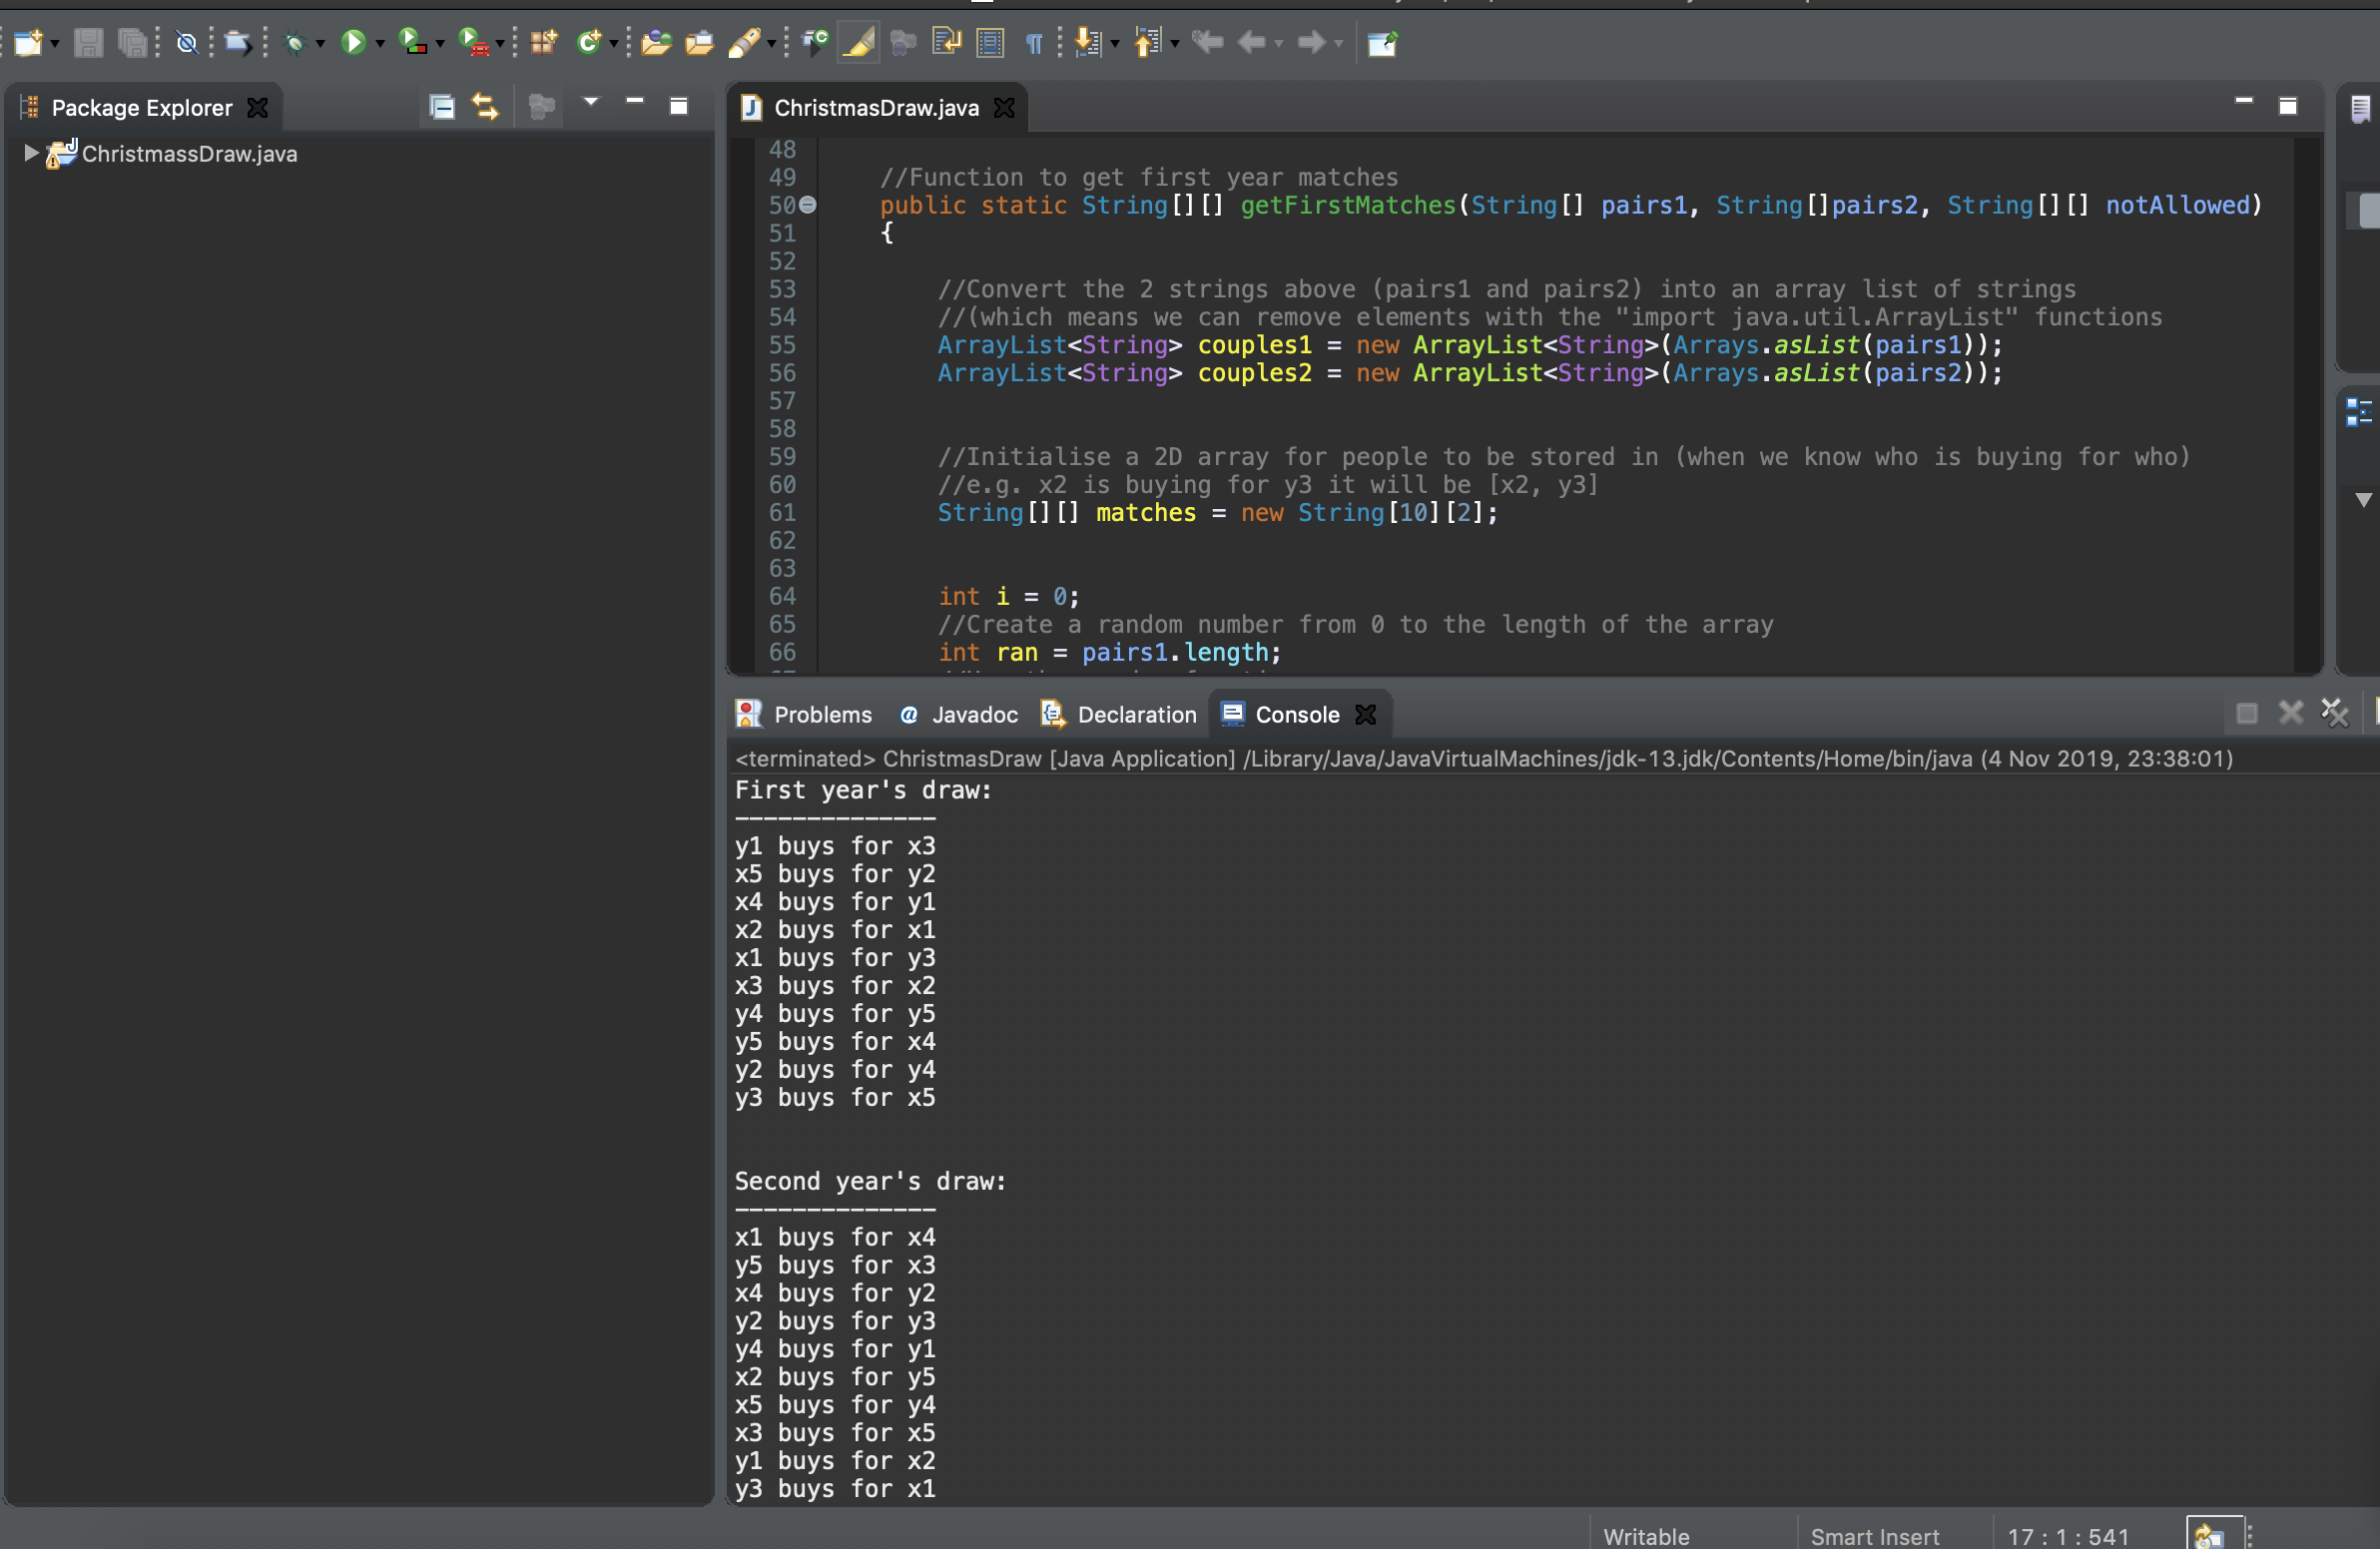 Package Explorer
ChristmassDraw.java
ChristmasDraw.java
48
49 //Function to get first year matches
50 public static String[][] getFirstMatches(String[] pairs1, String[]pairs2, String[][] notAllowed)
51 {
52
53 //Convert the 2 strings above (pairs1 and pairs2) into an array list of strings
54 //(which means we can remove elements with the "import java.util.ArrayList" functions
55 ArrayList<String> couples1 = new ArrayList<String>(Arrays.asList(pairs1));
56 ArrayList<String> couples2 = new ArrayList<String>(Arrays.asList(pairs2));
57
58
59 //Initialise a 2D array for people to be stored in (when we know who is buying for who)
60 //e.g. x2 is buying for y3 it will be [x2, y3]
61 String[][] matches = new String[10][2];
62
63
64 int i = 0;
65 //Create a random number from 0 to the length of the array
66 int ran = pairs1.length;
Problems @ Javadoc Declaration Console
<terminated> ChristmasDraw [Java Application] /Library/Java/JavaVirtualMachines/jdk-13.jdk/Contents/Home/bin/java (4 Nov 2019, 23:38:01)
First year's draw:
--------------
y1 buys for x3
x5 buys for y2
x4 buys for y1
x2 buys for x1
x1 buys for y3
x3 buys for x2
y4 buys for y5
y5 buys for x4
y2 buys for y4
y3 buys for x5
Second year's draw:
--------------
x1 buys for x4
y5 buys for x3
x4 buys for y2
y2 buys for y3
y4 buys for y1
x2 buys for y5
x5 buys for y4
x3 buys for x5
y1 buys for x2
y3 buys for x1
Writable Smart Insert 17 : 1 : 541